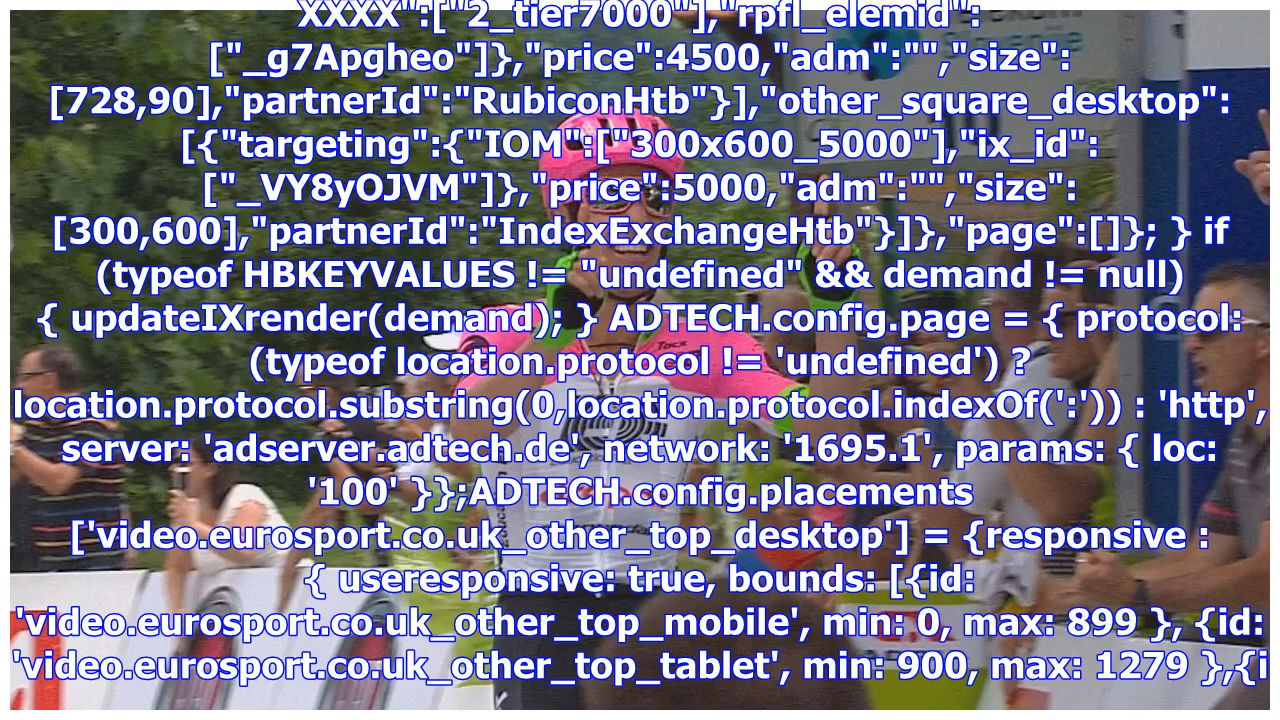 XXXX":["2_tier7000"],"rpfl_elemid":
["_g7Apgheo"]},"price":4500,"adm":"","size":
[728,90],"partnerId":"RubiconHtb"}],"other_square_desktop":
[{"targeting":{"IOM":["300x600_5000"],"ix_id":
["_VY8yOJVM"]},"price":5000,"adm":"","size":
[300,600],"partnerId":"IndexExchangeHtb"}]},"page":[]}; } if
(typeof HBKEYVALUES != "undefined" && demand != null)
{ updateIXrender(demand); } ADTECH.config.page = { protocol:
(typeof location.protocol != 'undefined') ?
location.protocol.substring(0,location.protocol.indexOf(':')) : 'http',
server: 'adserver.adtech.de', network: '1695.1', params: { loc:
'100' }};ADTECH.config.placements
['video.eurosport.co.uk_other_top_desktop'] = {responsive :
{ useresponsive: true, bounds: [{id:
'video.eurosport.co.uk_other_top_mobile', min: 0, max: 899 }, {id:
'video.eurosport.co.uk_other_top_tablet', min: 900, max: 1279 },{i